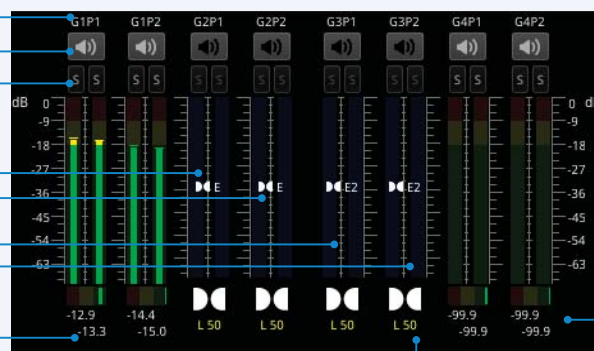 G1P1 G1P2 G2P1 G2P2 G3P1 G3P2 G4P1 G4P2
S S S S S S S S S S S S S S S S
dB 0 0 d
-9 -9
-18 -18
-27 -27
E E E2 E2
-36 -36
-45 -45
-54 -54
-63 -63
-12.9 -14.4 L 50 L 50 L 50 L 50 -99.9 -99.9
-13.3 -15.0 -99.9 -99.9